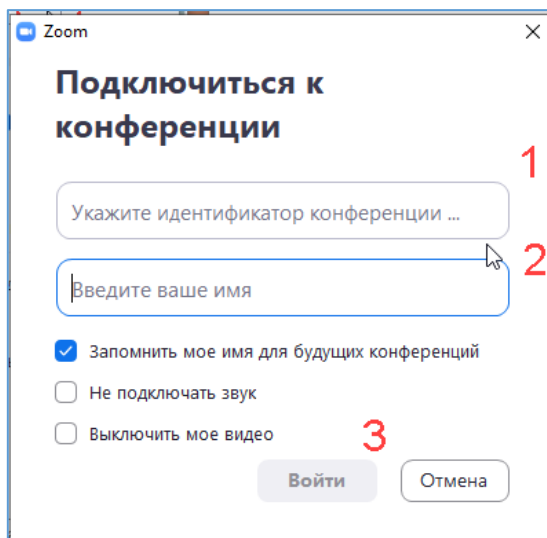 Zoom
Подключиться к
конференции
1
Укажите идентификатор конференции ...
2
Введите ваше имя
Запомнить мое имя для будущих конференций
Не подключать звук
Выключить мое видео
3
Войти
Отмена